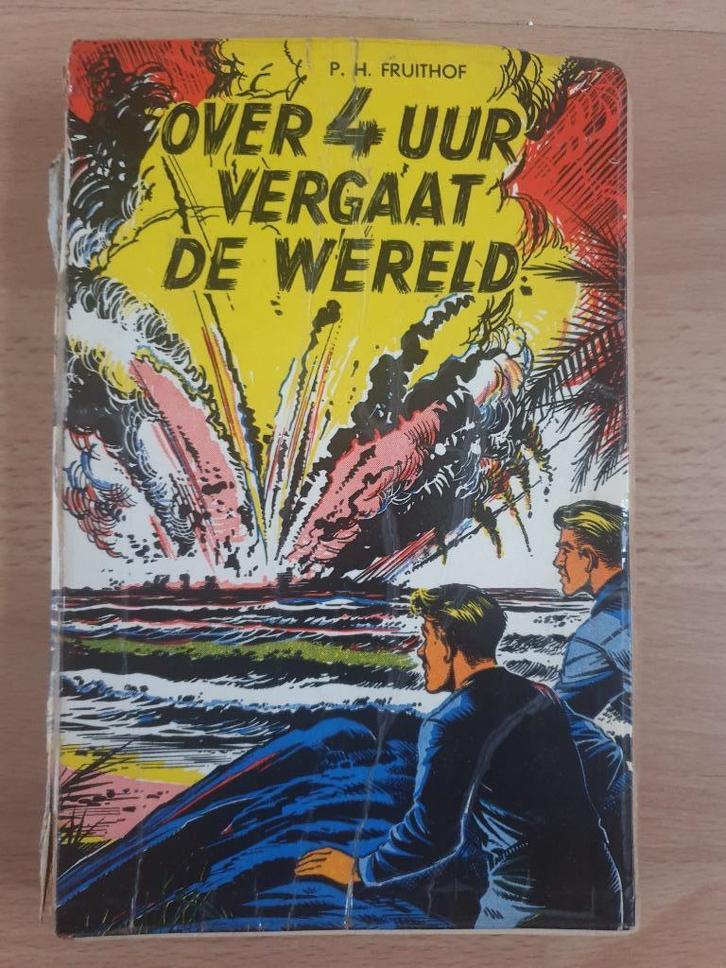 P. H. FRUITHOF
OVER 4 UUR
VERGAAT
DE WERELD